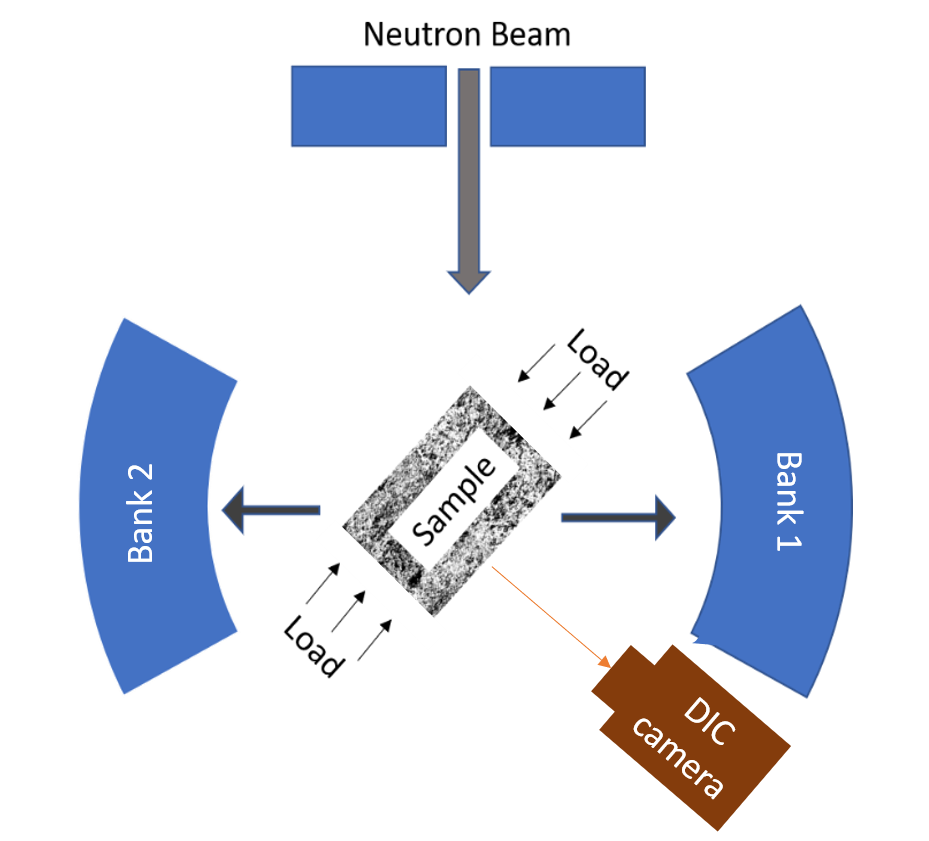 Neutron Beam
Load
Bank 2
Sample
Bank 1
Load
DIC
camera